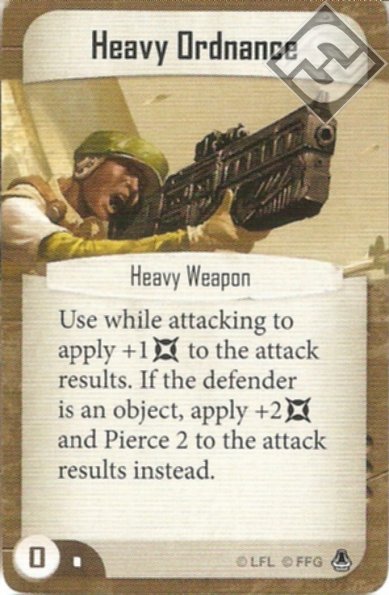 Heavy Ordnance
Heavy Weapon
Use while attacking to
apply +1 to the attack
results. If the defender
is an object, apply +2
and Pierce 2 to the attack
results instead.
0
© LFL © FFG